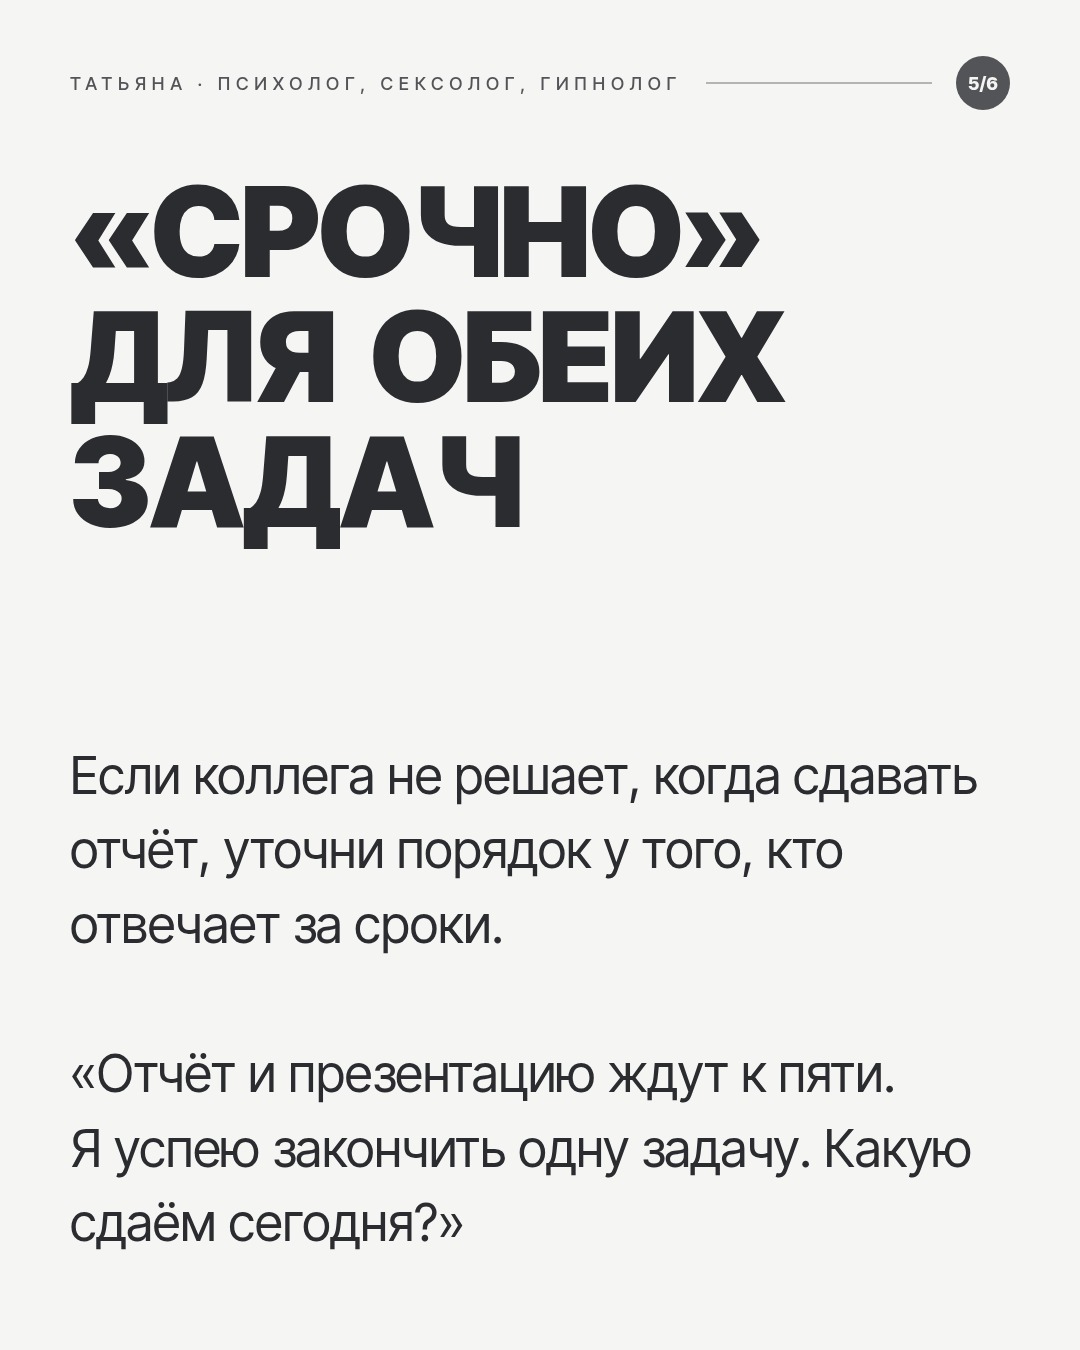 ТАТЬЯНА · ПСИХОЛОГ, СЕКСОЛОГ, ГИПНОЛОГ
5/6
«СРОЧНО»
ДЛЯ ОБЕИХ
ЗАДАЧ
Если коллега не решает, когда сдавать
отчёт, уточни порядок у того, кто
отвечает за сроки.
«Отчёт и презентацию ждут к пяти.
Я успею закончить одну задачу. Какую
сдаём сегодня?»